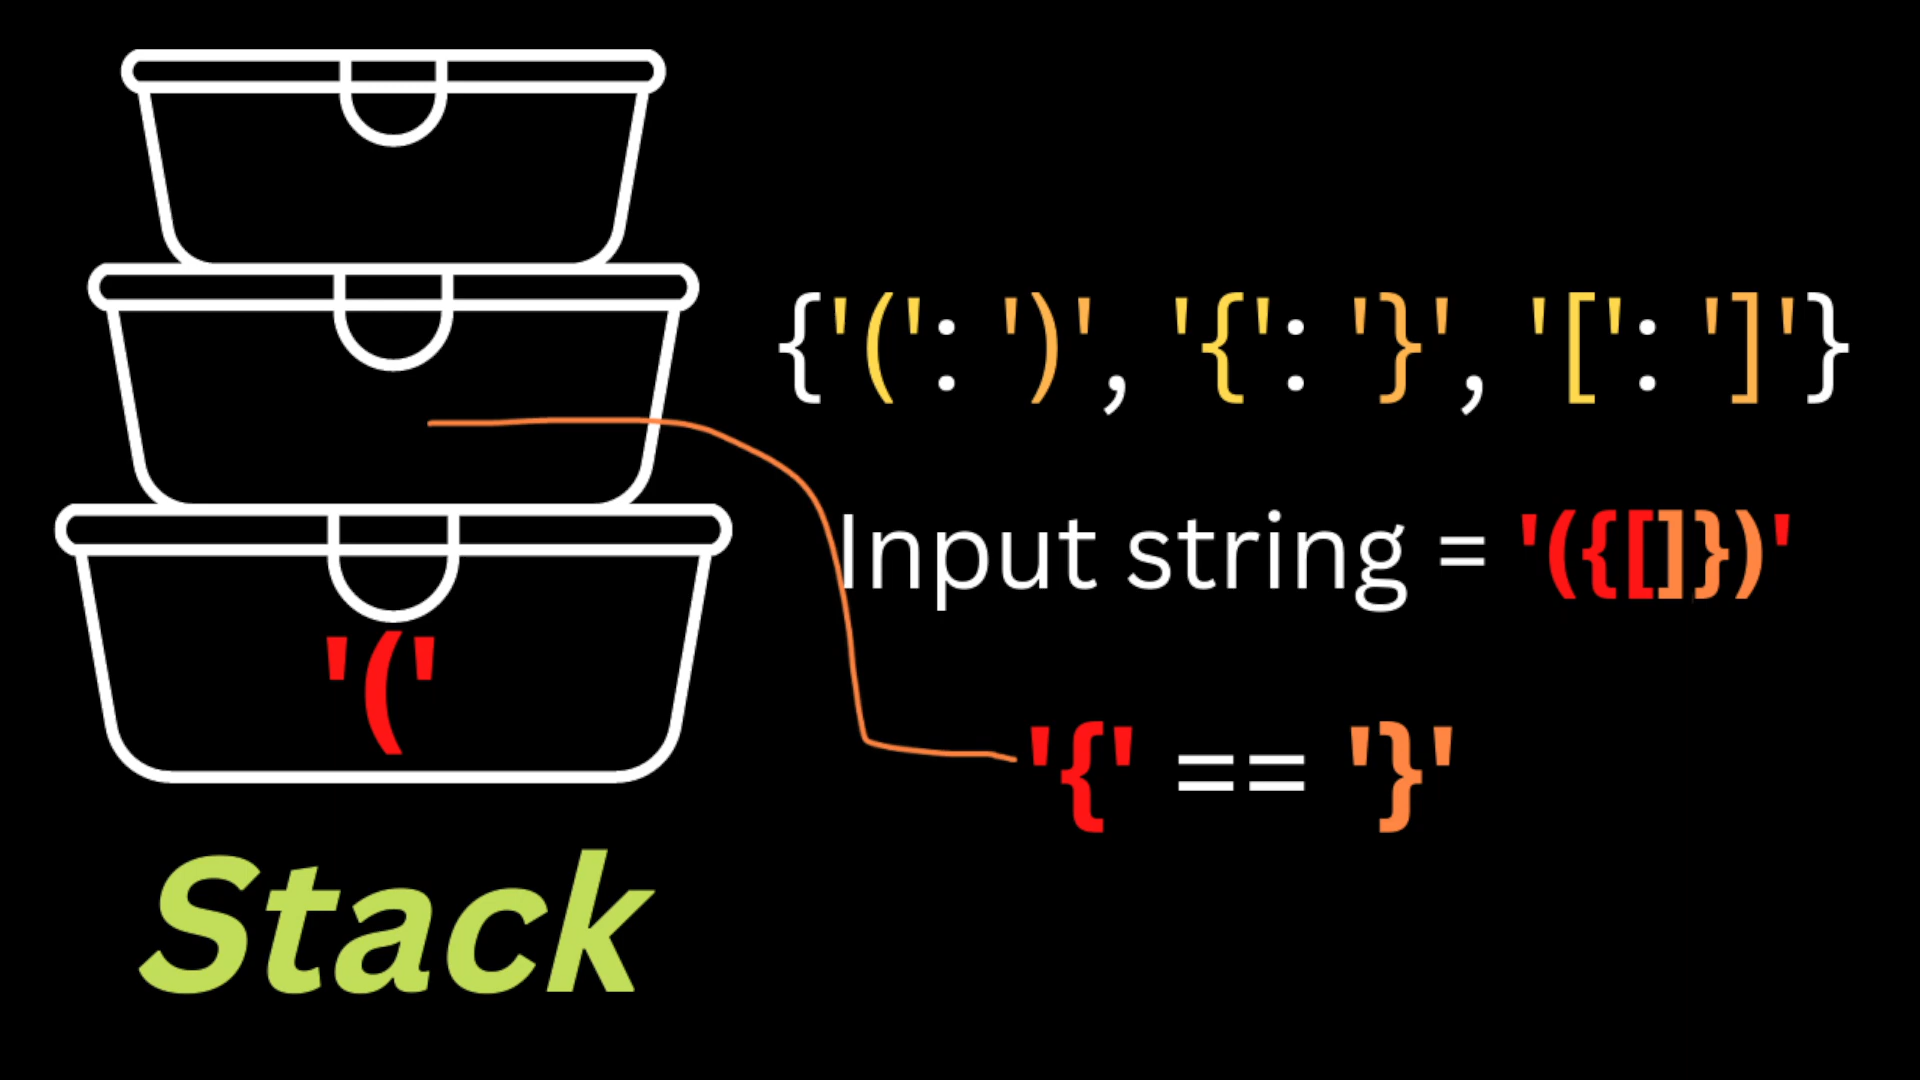 {'(': ')', '{': '}', '[': ']'}
Input string = '({[]})'
'{' == '}'
'('
Stack